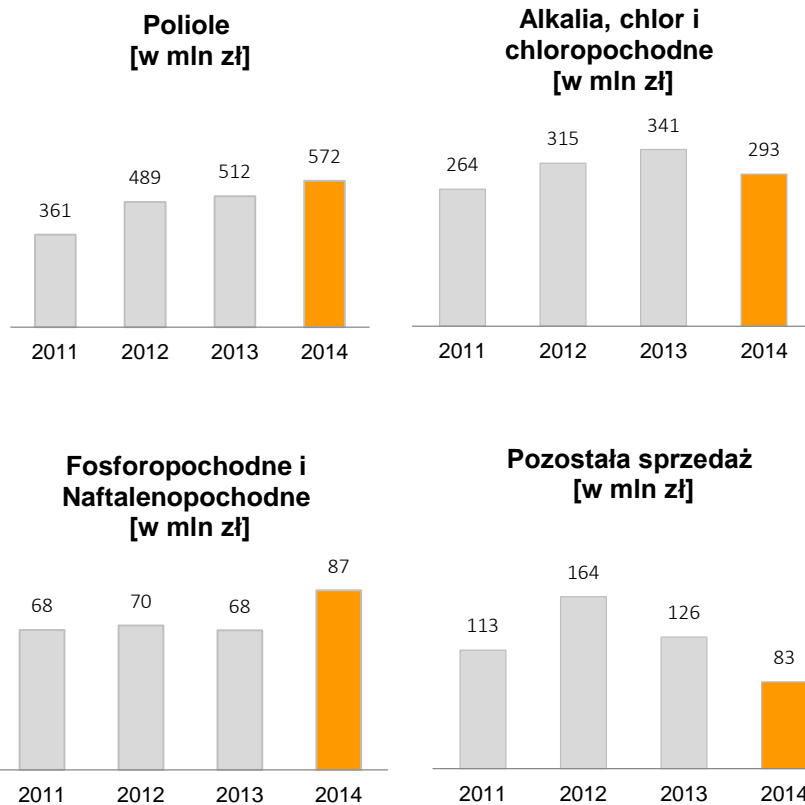 Poliole
[w mln zł]
572
512
489
361
2011 2012 2013 2014
Alkalia, chlor i
chloropochodne
[w mln zł]
341
315
293
264
2011 2012 2013 2014
Fosforopochodne i
Naftalenopochodne
[w mln zł]
87
68 70 68
2011 2012 2013 2014
Pozostała sprzedaż
[w mln zł]
164
126
113
83
2011 2012 2013 2014